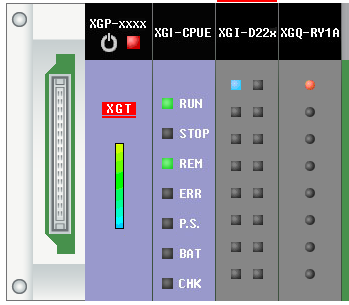 XGP-xxxx
XGI-CPUE
XGI-D22x
XGQ-RY1A
XGT
RUN
STOP
REM
ERR
P.S.
BAT
CHK